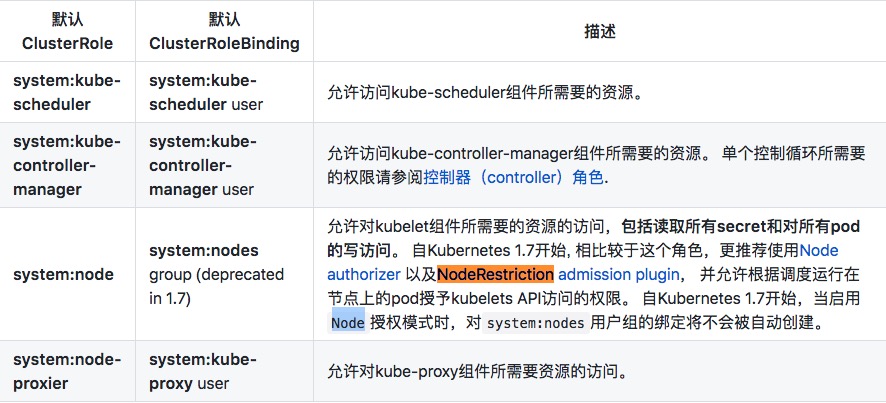 默认
ClusterRole
默认
ClusterRoleBinding
描述
system:kube-
scheduler
system:kube-
scheduler user
允许访问kube-scheduler组件所需要的资源。
system:kube-
controller-
manager
system:kube-
controller-
manager user
允许访问kube-controller-manager组件所需要的资源。 单个控制循环所需要
的权限请参阅控制器（controller）角色.
system:node
system:nodes
group (deprecated
in 1.7)
允许对kubelet组件所需要的资源的访问，包括读取所有secret和对所有pod
的写访问。 自Kubernetes 1.7开始, 相比较于这个角色，更推荐使用Node
authorizer 以及NodeRestriction admission plugin， 并允许根据调度运行在
节点上的pod授予kubelets API访问的权限。 自Kubernetes 1.7开始，当启用
Node 授权模式时，对 system:nodes 用户组的绑定将不会被自动创建。
system:node-
proxier
system:kube-
proxy user
允许对kube-proxy组件所需要资源的访问。